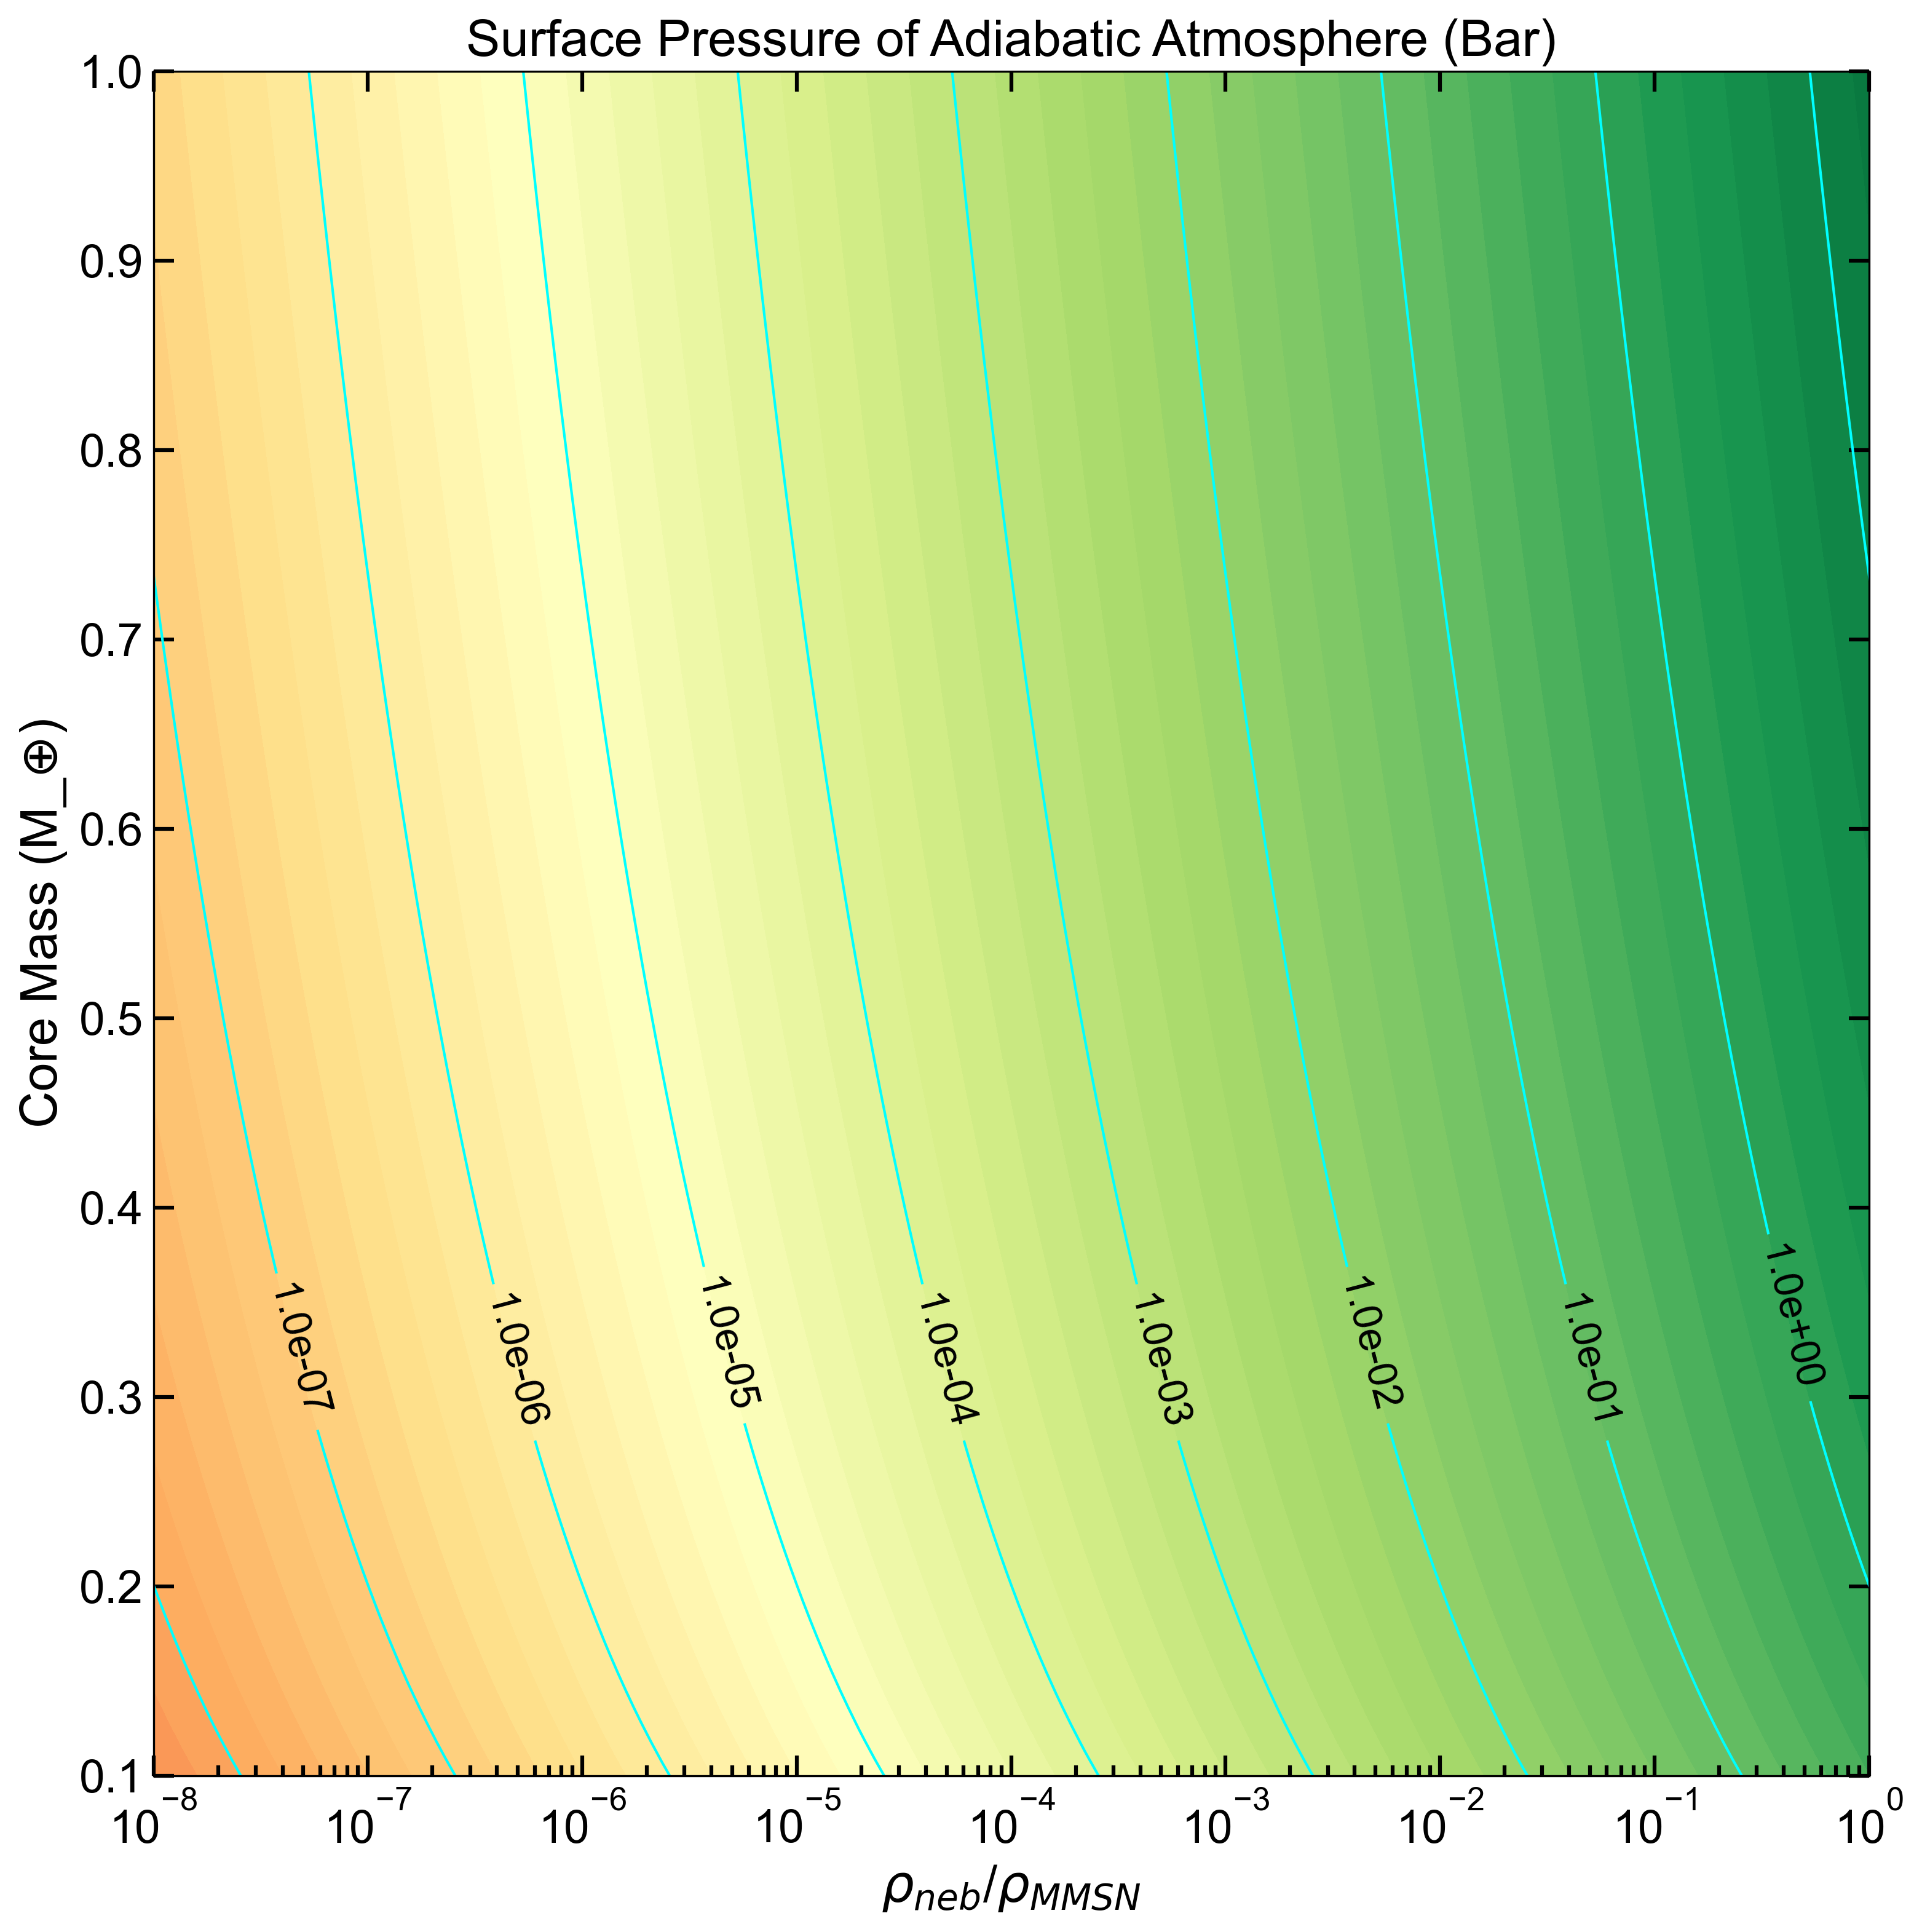 Surface Pressure of Adiabatic Atmosphere (Bar)
Core Mass (M_⊕)
1.0
0.9
0.8
0.7
0.6
0.5
0.4
0.3
0.2
0.1
1.0e-07
1.0e-06
1.0e-05
1.0e-04
1.0e-03
1.0e-02
1.0e-01
1.0e+00
10⁻⁸ 10⁻⁷ 10⁻⁶ 10⁻⁵ 10⁻⁴ 10⁻³ 10⁻² 10⁻¹ 10⁰
ρneb/ρMMSN